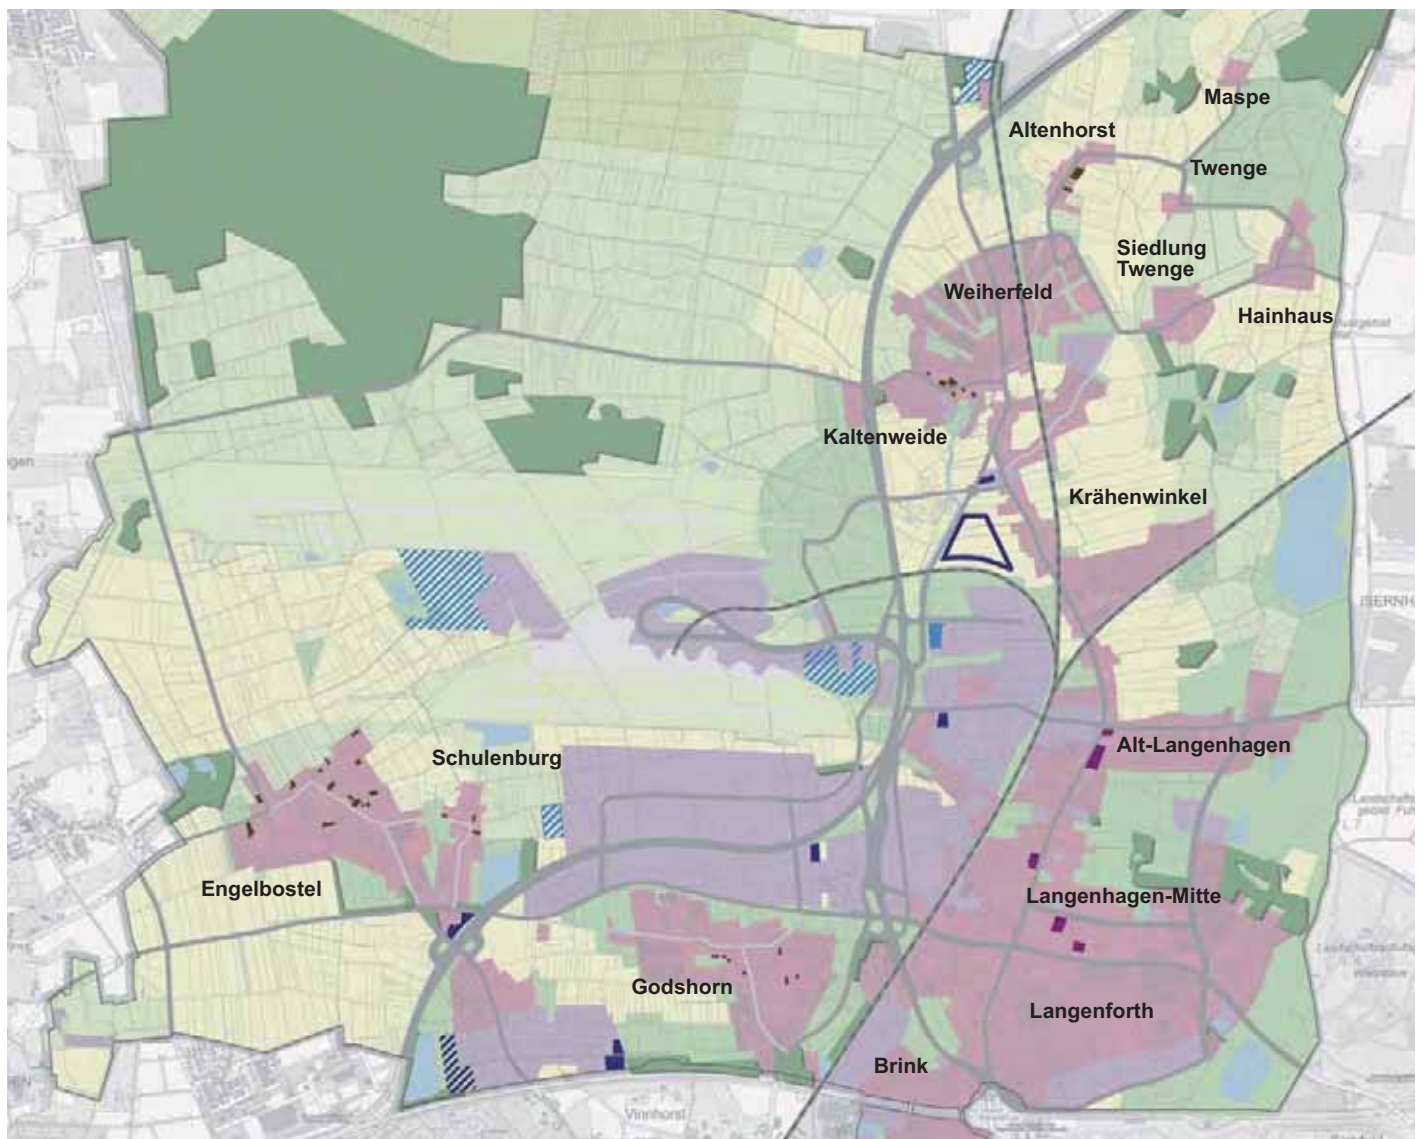 Maspe
Altenhorst
Twenge
Siedlung
Twenge
Weiherfeld
Hainhaus
Kaltenweide
Krähenwinkel
ISERNH
Schulenburg
Alt-Langenhagen
Engelbostel
Langenhagen-Mitte
Godshorn
Langenforth
Brink
Vinnhorst